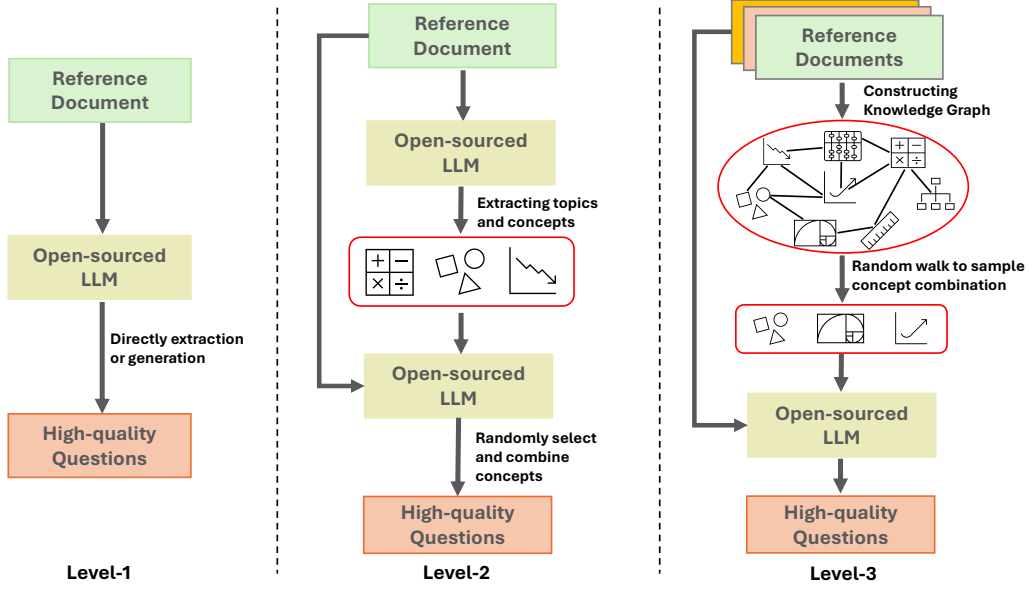 Reference
Document
Open-sourced
LLM
Directly extraction
or generation
High-quality
Questions
Level-1
Reference
Document
Open-sourced
LLM
Extracting topics
and concepts
Open-sourced
LLM
Randomly select
and combine
concepts
High-quality
Questions
Level-2
Reference
Documents
Constructing
Knowledge Graph
Random walk to sample
concept combination
Open-sourced
LLM
High-quality
Questions
Level-3